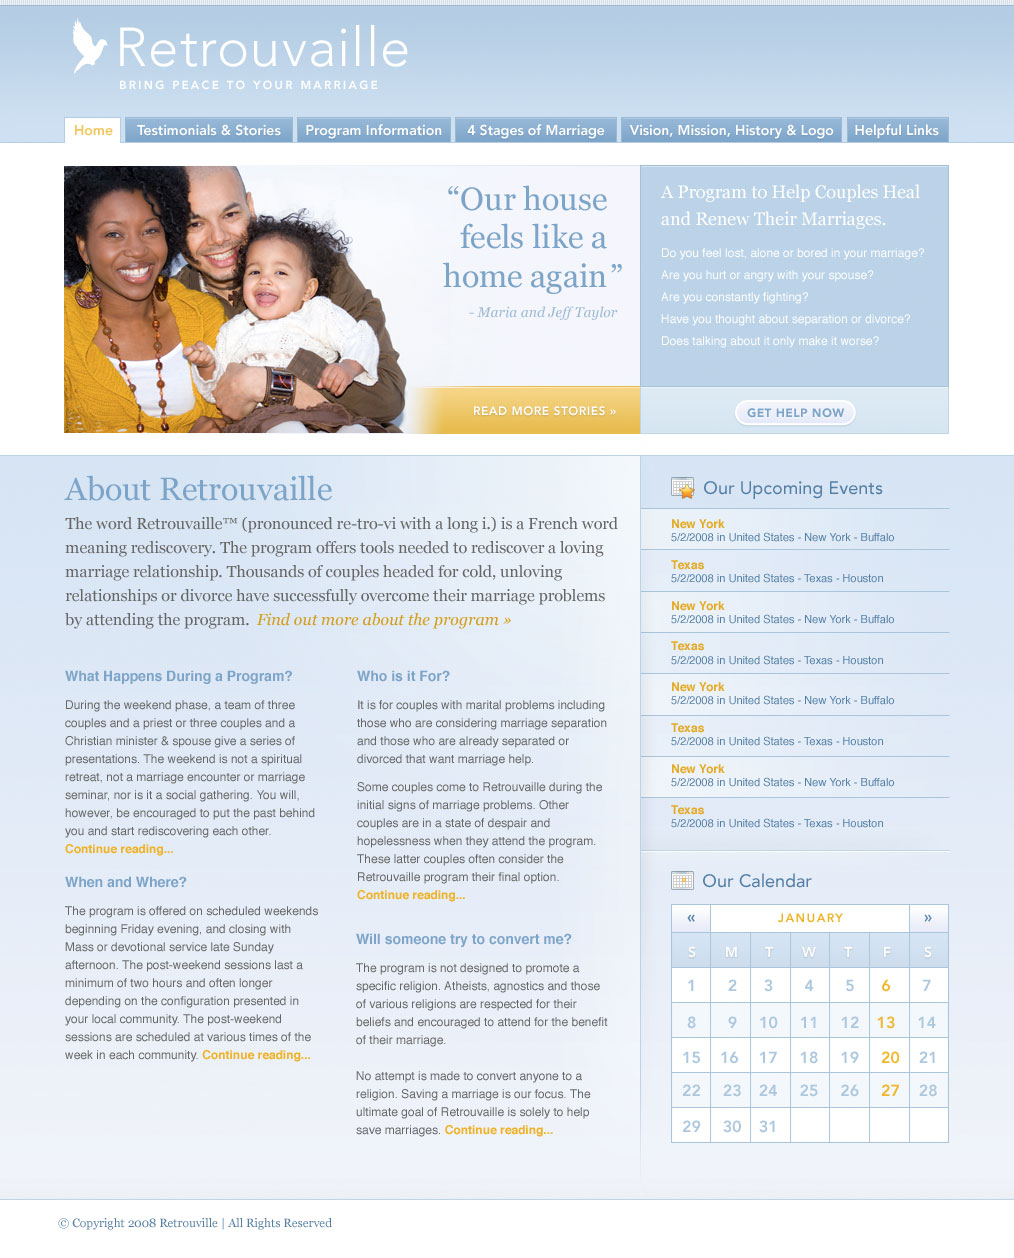 Retrouvaille
BRING PEACE TO YOUR MARRIAGE
Home
Testimonials & Stories
Program Information
4 Stages of Marriage
Vision, Mission, History & Logo
Helpful Links
“Our house
feels like a
home again”
- Maria and Jeff Taylor
READ MORE STORIES »
A Program to Help Couples Heal
and Renew Their Marriages.
Do you feel lost, alone or bored in your marriage?
Are you hurt or angry with your spouse?
Are you constantly fighting?
Have you thought about separation or divorce?
Does talking about it only make it worse?
GET HELP NOW
About Retrouvaille
The word Retrouvaille™ (pronounced re-tro-vi with a long i.) is a French word
meaning rediscovery. The program offers tools needed to rediscover a loving
marriage relationship. Thousands of couples headed for cold, unloving
relationships or divorce have successfully overcome their marriage problems
by attending the program. Find out more about the program »
What Happens During a Program?
During the weekend phase, a team of three
couples and a priest or three couples and a
Christian minister & spouse give a series of
presentations. The weekend is not a spiritual
retreat, not a marriage encounter or marriage
seminar, nor is it a social gathering. You will,
however, be encouraged to put the past behind
you and start rediscovering each other.
Continue reading...
When and Where?
The program is offered on scheduled weekends
beginning Friday evening, and closing with
Mass or devotional service late Sunday
afternoon. The post-weekend sessions last a
minimum of two hours and often longer
depending on the configuration presented in
your local community. The post-weekend
sessions are scheduled at various times of the
week in each community. Continue reading...
Who is it For?
It is for couples with marital problems including
those who are considering marriage separation
and those who are already separated or
divorced that want marriage help.
Some couples come to Retrouvaille during the
initial signs of marriage problems. Other
couples are in a state of despair and
hopelessness when they attend the program.
These latter couples often consider the
Retrouvaille program their final option.
Continue reading...
Will someone try to convert me?
The program is not designed to promote a
specific religion. Atheists, agnostics and those
of various religions are respected for their
beliefs and encouraged to attend for the benefit
of their marriage.
No attempt is made to convert anyone to a
religion. Saving a marriage is our focus. The
ultimate goal of Retrouvaille is solely to help
save marriages. Continue reading...
Our Upcoming Events
New York
5/2/2008 in United States - New York - Buffalo
Texas
5/2/2008 in United States - Texas - Houston
New York
5/2/2008 in United States - New York - Buffalo
Texas
5/2/2008 in United States - Texas - Houston
New York
5/2/2008 in United States - New York - Buffalo
Texas
5/2/2008 in United States - Texas - Houston
New York
5/2/2008 in United States - New York - Buffalo
Texas
5/2/2008 in United States - Texas - Houston
Our Calendar
« JANUARY »
S M T W T F S
1 2 3 4 5 6 7
8 9 10 11 12 13 14
15 16 17 18 19 20 21
22 23 24 25 26 27 28
29 30 31
© Copyright 2008 Retrouville | All Rights Reserved